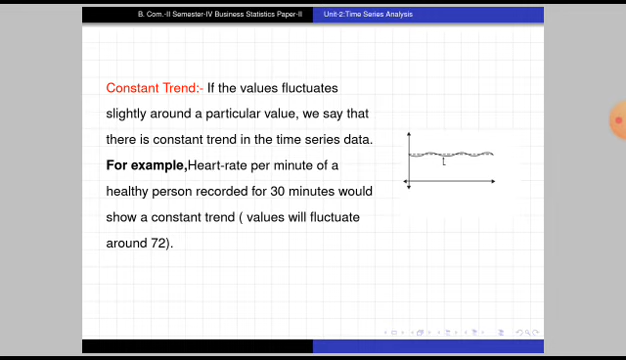 B. Com.-II Semester-IV Business Statistics Paper-II
Unit-2:Time Series Analysis
Constant Trend:- If the values fluctuates
slightly around a particular value, we say that
there is constant trend in the time series data.
For example,Heart-rate per minute of a
healthy person recorded for 30 minutes would
show a constant trend ( values will fluctuate
around 72).